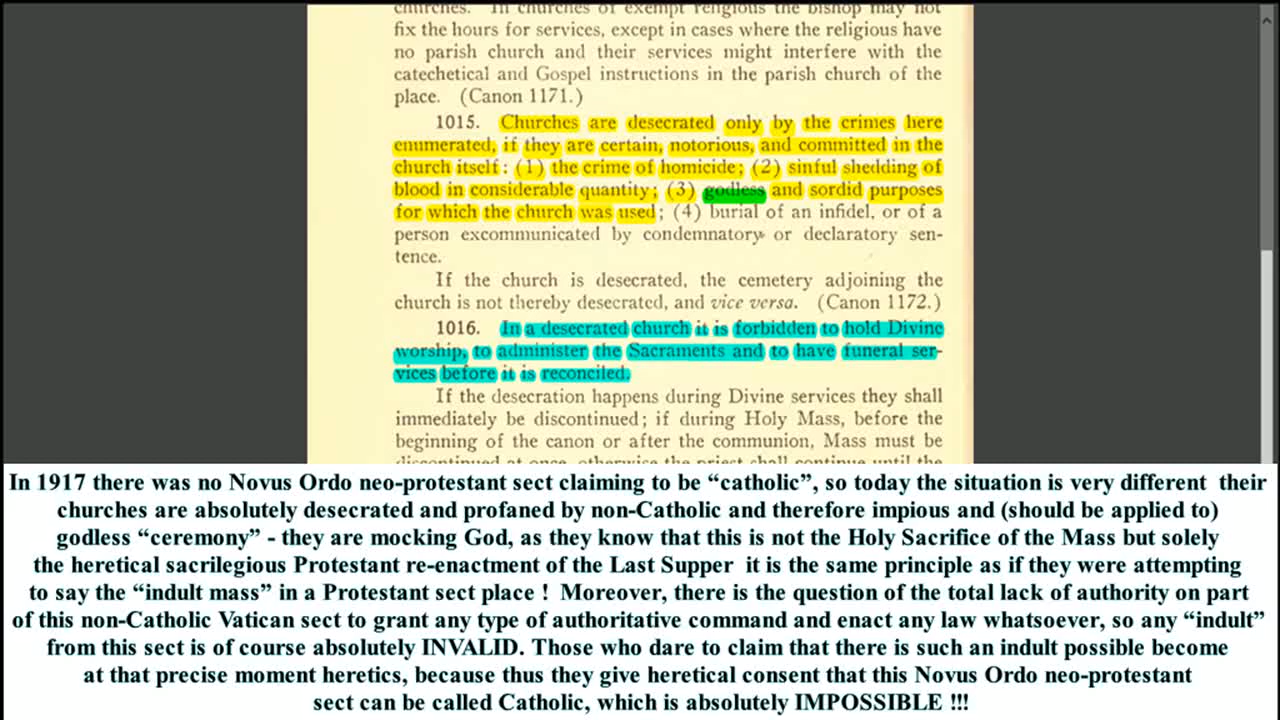 churches. In churches of exempt religious the bishop may not
fix the hours for services, except in cases where the religious have
no parish church and their services might interfere with the
catechetical and Gospel instructions in the parish church of the
place. (Canon 1171.)
1015. Churches are desecrated only by the crimes here
enumerated, if they are certain, notorious, and committed in the
church itself: (1) the crime of homicide; (2) sinful shedding of
blood in considerable quantity; (3) godless and sordid purposes
for which the church was used; (4) burial of an infidel, or of a
person excommunicated by condemnatory or declaratory sen-
tence.
If the church is desecrated, the cemetery adjoining the
church is not thereby desecrated, and vice versa. (Canon 1172.)
1016. In a desecrated church it is forbidden to hold Divine
worship, to administer the Sacraments and to have funeral ser-
vices before it is reconciled.
If the desecration happens during Divine services they shall
immediately be discontinued; if during Holy Mass, before the
beginning of the canon or after the communion, Mass must be
discontinued at once, otherwise the priest shall continue until the
In 1917 there was no Novus Ordo neo-protestant sect claiming to be “catholic”, so today the situation is very different their
churches are absolutely desecrated and profaned by non-Catholic and therefore impious and (should be applied to)
godless “ceremony” - they are mocking God, as they know that this is not the Holy Sacrifice of the Mass but solely
the heretical sacrilegious Protestant re-enactment of the Last Supper it is the same principle as if they were attempting
to say the “indult mass” in a Protestant sect place ! Moreover, there is the question of the total lack of authority on part
of this non-Catholic Vatican sect to grant any type of authoritative command and enact any law whatsoever, so any “indult”
from this sect is of course absolutely INVALID. Those who dare to claim that there is such an indult possible become
at that precise moment heretics, because thus they give heretical consent that this Novus Ordo neo-protestant
sect can be called Catholic, which is absolutely IMPOSSIBLE !!!